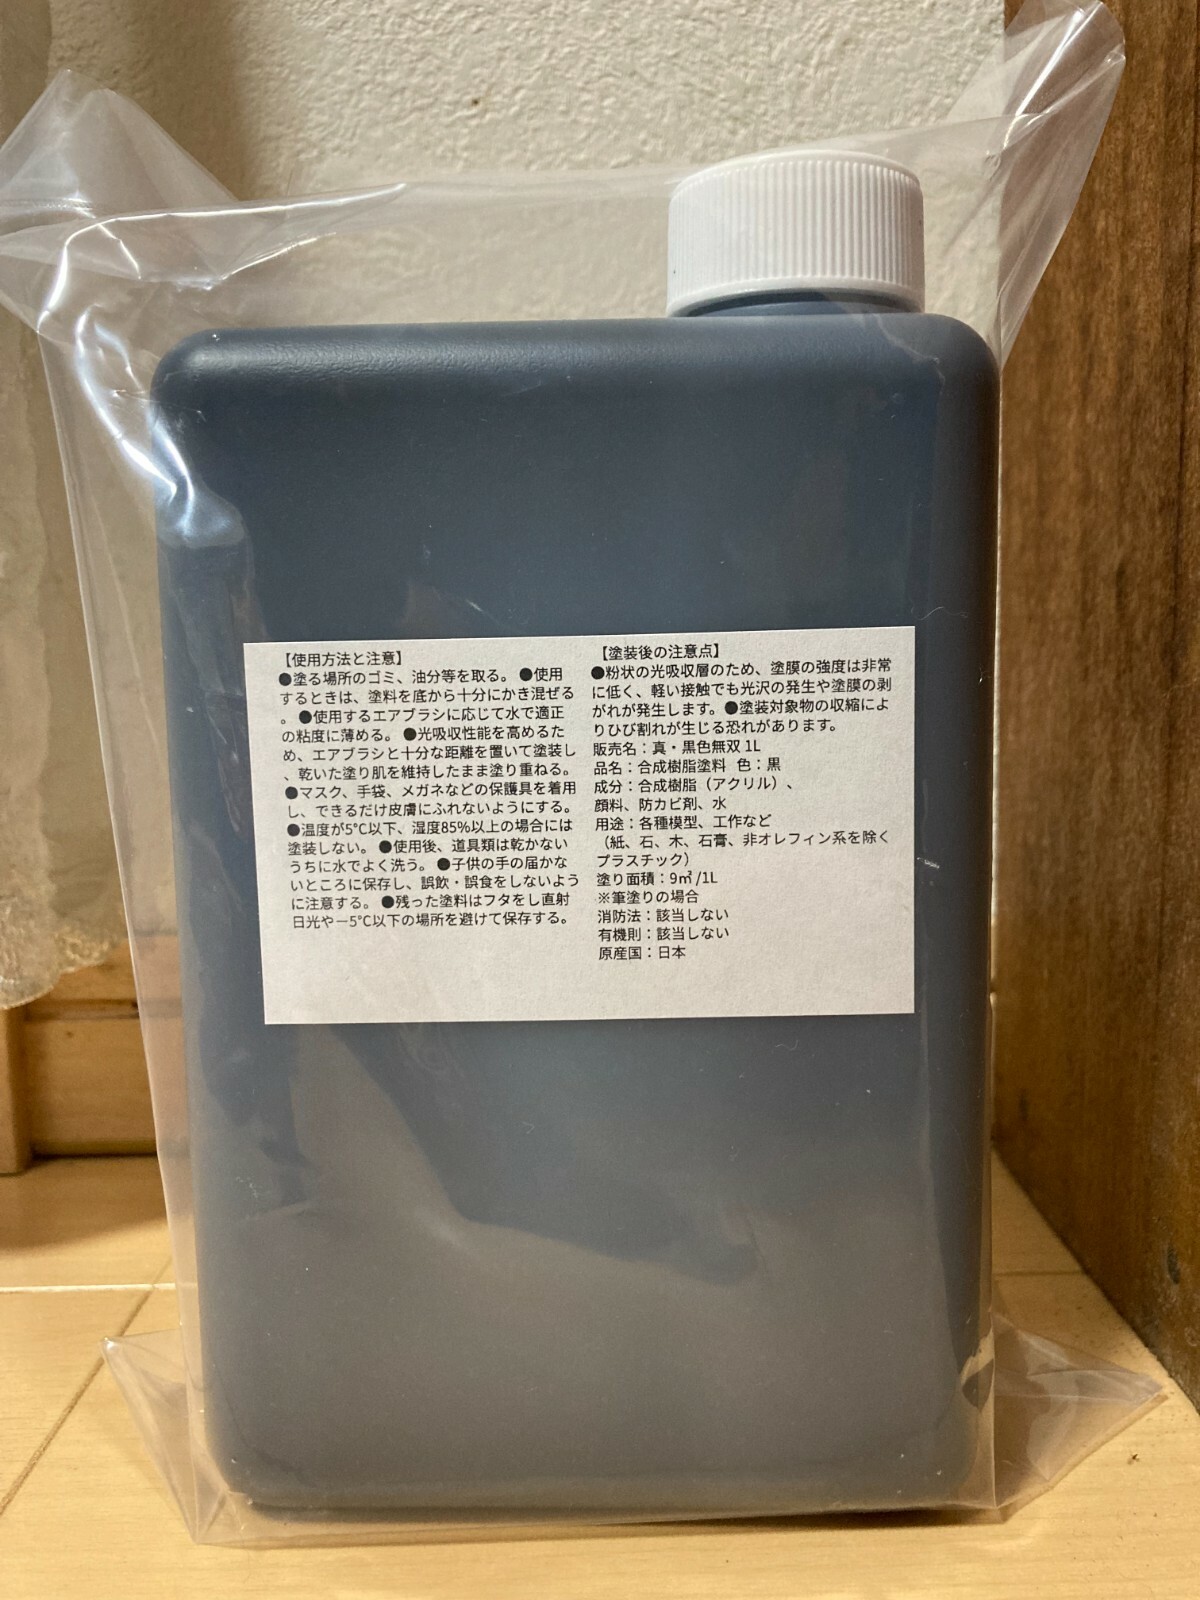 【使用方法と注意】
●塗る場所のゴミ、油分等を取る。●使用
するときは、塗料を底から十分にかき混ぜる
。●使用するエアブラシに応じて水で適正
の粘度に薄める。●光吸収性能を高めるた
め、エアブラシと十分な距離を置いて塗装し
、乾いた塗り肌を維持したまま塗り重ねる。
●マスク、手袋、メガネなどの保護具を着用
し、できるだけ皮膚にふれないようにする。
●温度が5℃以下、湿度85%以上の場合には
塗装しない。●使用後、道具類は乾かない
うちに水でよく洗う。●子供の手の届かな
いところに保存し、誤飲・誤食をしないよう
に注意する。●残った塗料はフタをし直射
日光や－5℃以下の場所を避けて保存する。
【塗装後の注意点】
●粉状の光吸収層のため、塗膜の強度は非常
に低く、軽い接触でも光沢の発生や塗膜の剥
がれが発生します。●塗装対象物の収縮によ
りひび割れが生じる恐れがあります。
販売名：真・黒色無双 1L
品名：合成樹脂塗料 色：黒
成分：合成樹脂（アクリル）、
顔料、防カビ剤、水
用途：各種模型、工作など
（紙、石、木、石膏、非オレフィン系を除く
プラスチック）
塗り面積：9㎡/1L
※筆塗りの場合
消防法：該当しない
有機則：該当しない
原産国：日本